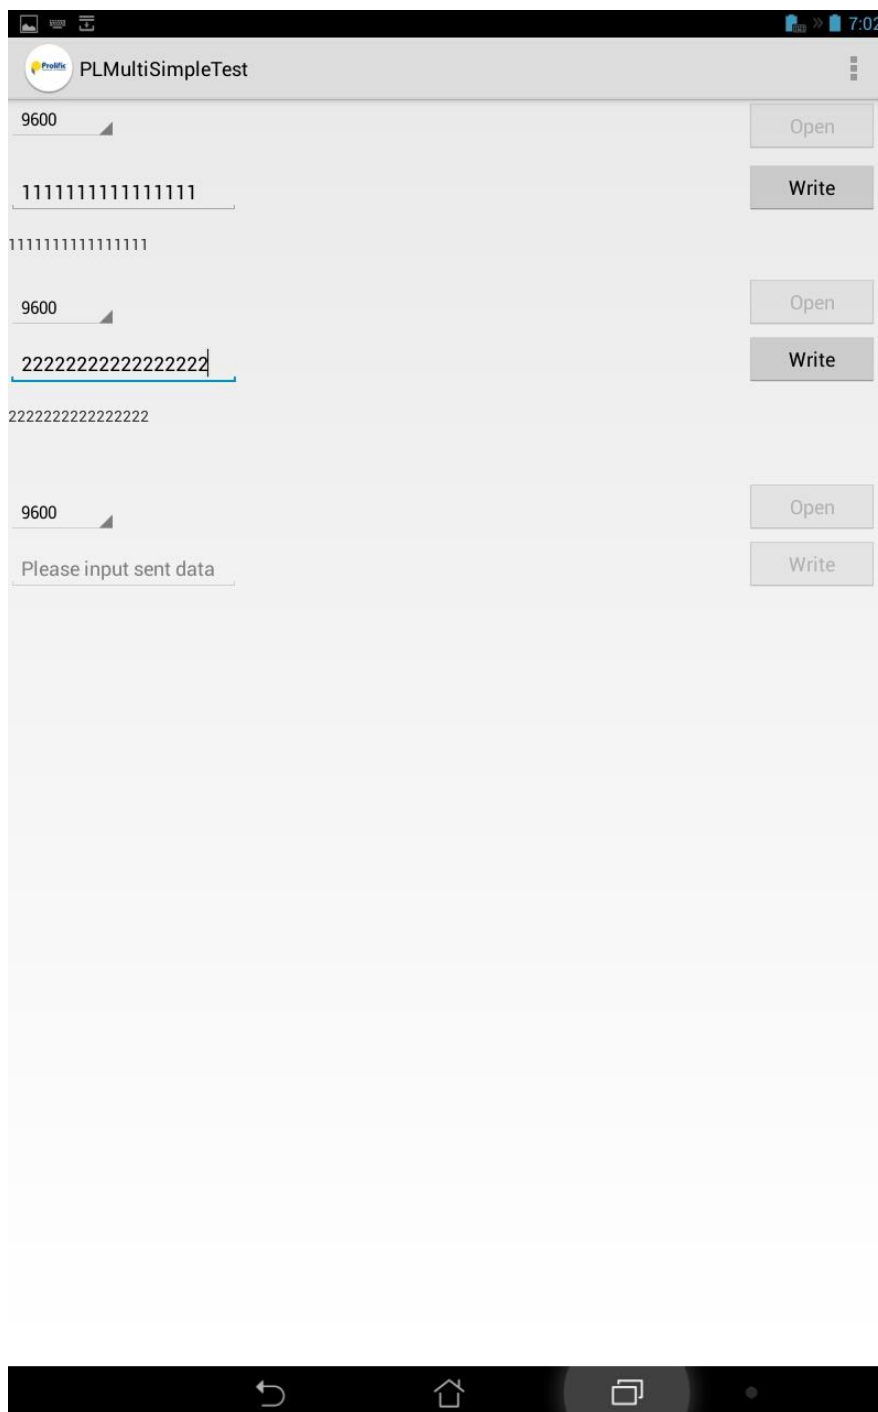 7:02
Prolific PLMultiSimpleTest
9600 Open
1111111111111111 Write
1111111111111111
9600 Open
22222222222222222 Write
2222222222222222
9600 Open
Please input sent data Write